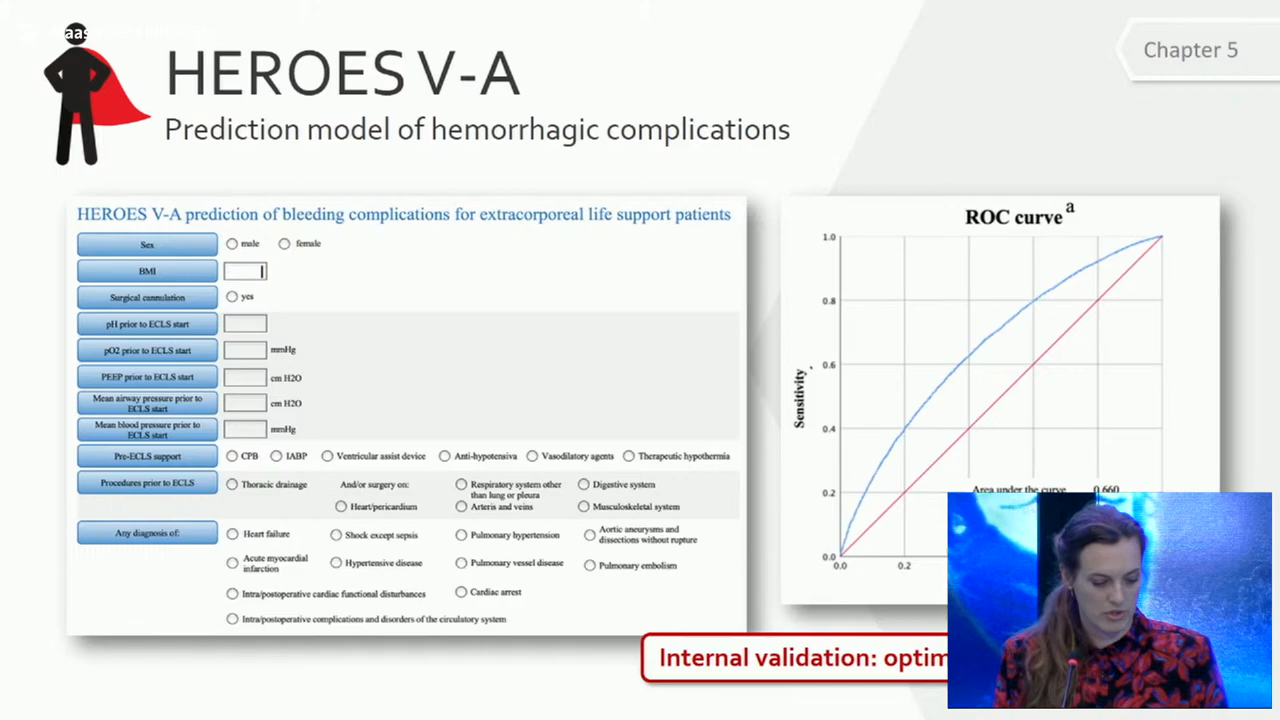 Chapter 5
HEROES V-A
Prediction model of hemorrhagic complications
HEROES V-A prediction of bleeding complications for extracorporeal life support patients
Sex
male
female
BMI
Surgical cannulation
yes
pH prior to ECLS start
pO2 prior to ECLS start
mmHg
PEEP prior to ECLS start
cm H2O
Mean airway pressure prior to
ECLS start
cm H2O
Mean blood pressure prior to
ECLS start
mmHg
Pre-ECLS support
CPB
IABP
Ventricular assist device
Anti-hypotensiva
Vasodilatory agents
Therapeutic hypothermia
Procedures prior to ECLS
Thoracic drainage
And/or surgery on:
Heart/pericardium
Respiratory system other
than lung or pleura
Arteris and veins
Digestive system
Musculoskeletal system
Any diagnosis of:
Heart failure
Shock except sepsis
Pulmonary hypertension
Aortic aneurysms and
dissections without rupture
Acute myocardial
infarction
Hypertensive disease
Pulmonary vessel disease
Pulmonary embolism
Intra/postoperative cardiac functional disturbances
Cardiac arrest
Intra/postoperative complications and disorders of the circulatory system
ROC curve a
1.0
0.8
0.6
0.4
0.2
0.0
Sensitivity
0.0
0.2
Area under the curve 0.660
Internal validation: